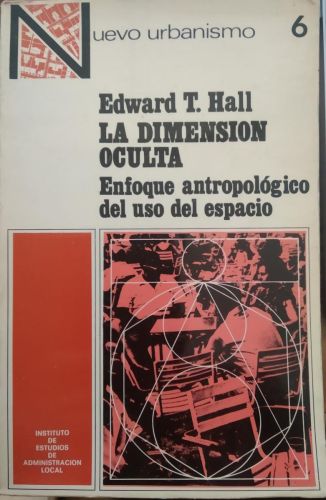 Nuevo urbanismo 6
Edward T. Hall
LA DIMENSION
OCULTA
Enfoque antropológico
del uso del espacio
INSTITUTO
DE
ESTUDIOS
DE
ADMINISTRACION
LOCAL